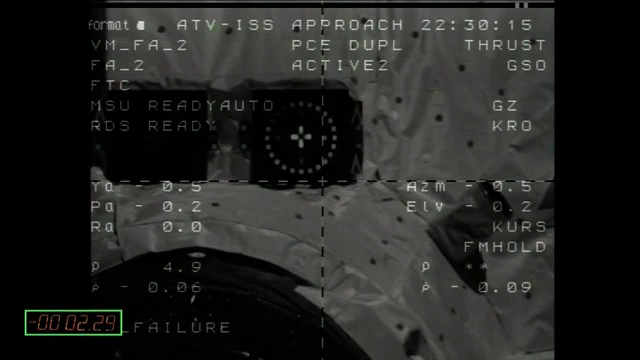 format ATV-ISS APPROACH 22:30:15
VM_FA_2 PCE DUPL THRUST
FA_2 ACTIVE2 GSO
FTC
MSU READYAUTO GZ
RDS READY KRO
Ya - 0.5 Azm - 0.5
Pa - 0.2 Elv - 0.2
Ra 0.0 KURS
FMHOLD
ρ 4.9 ρ **
ρ̇ - 0.06 ρ̇ - 0.09
-00:02.29 _FAILURE